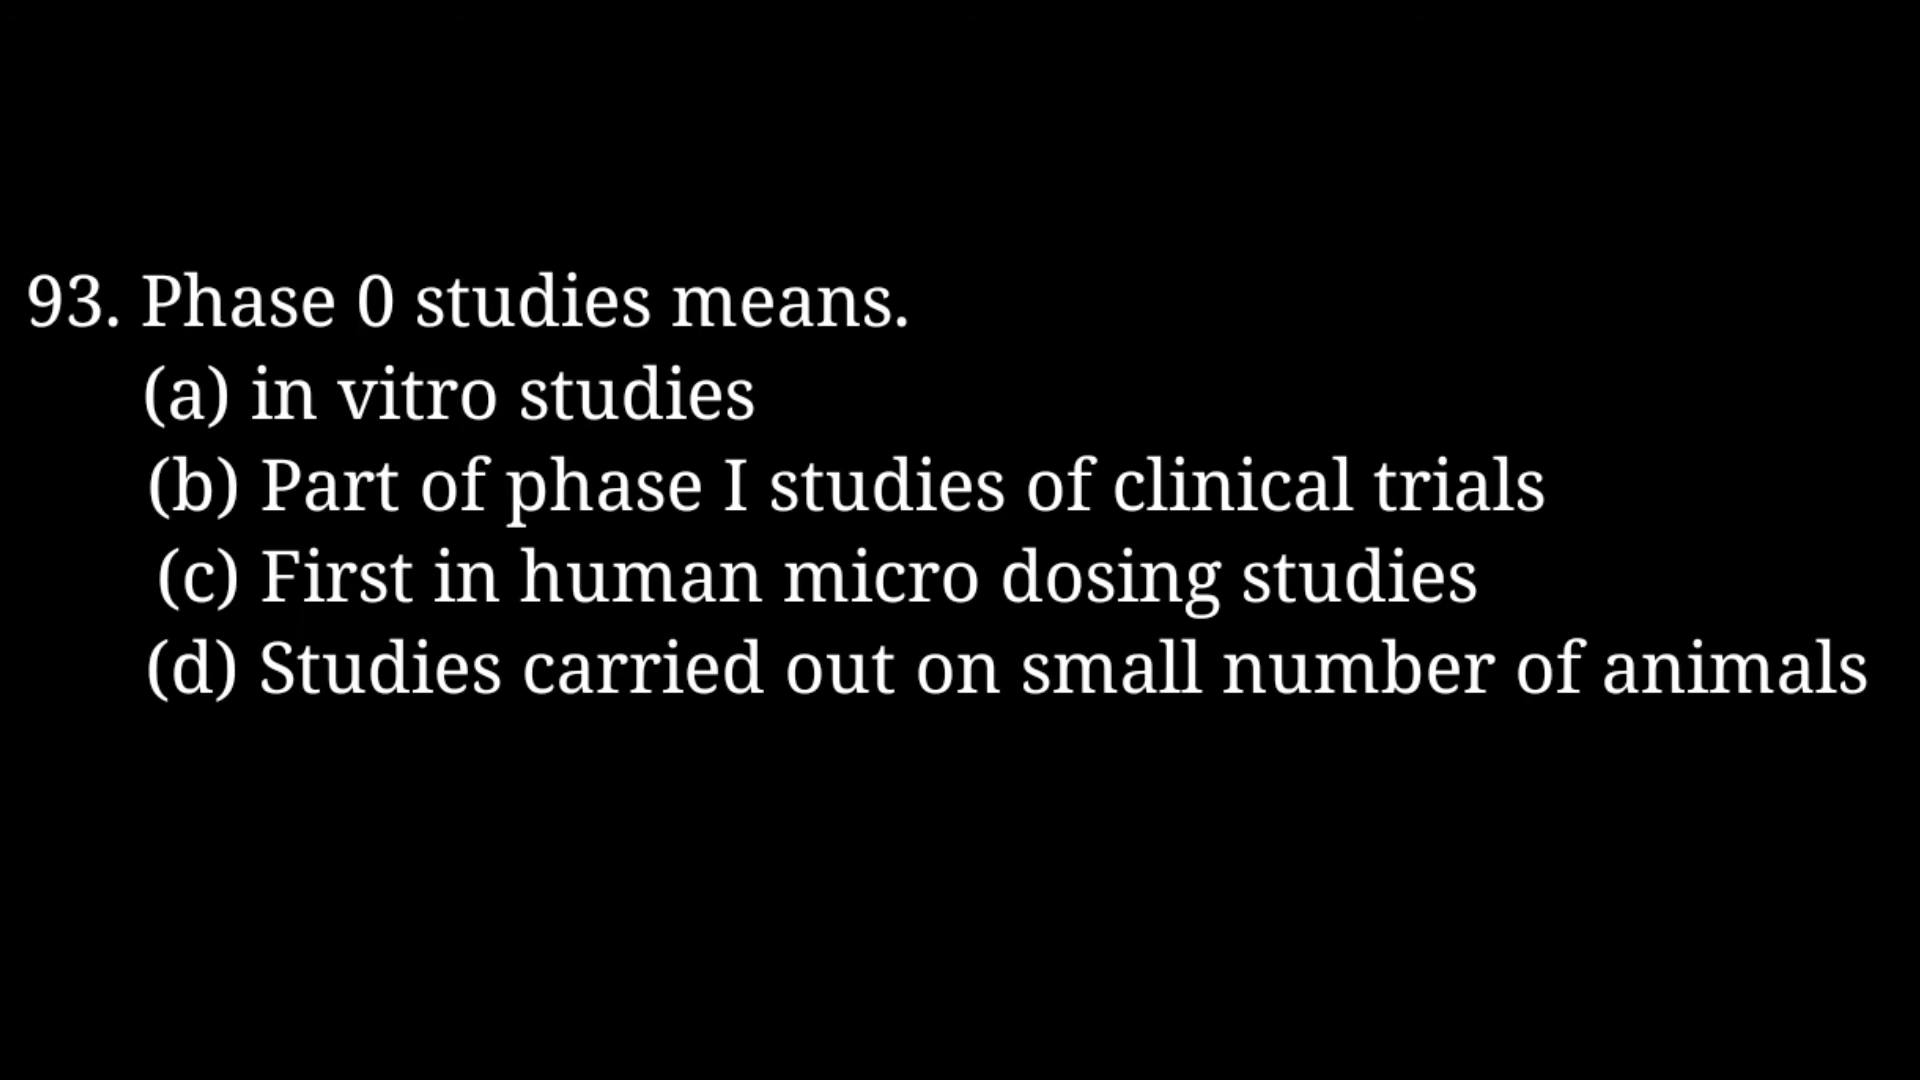 93. Phase 0 studies means.
(a) in vitro studies
(b) Part of phase I studies of clinical trials
(c) First in human micro dosing studies
(d) Studies carried out on small number of animals